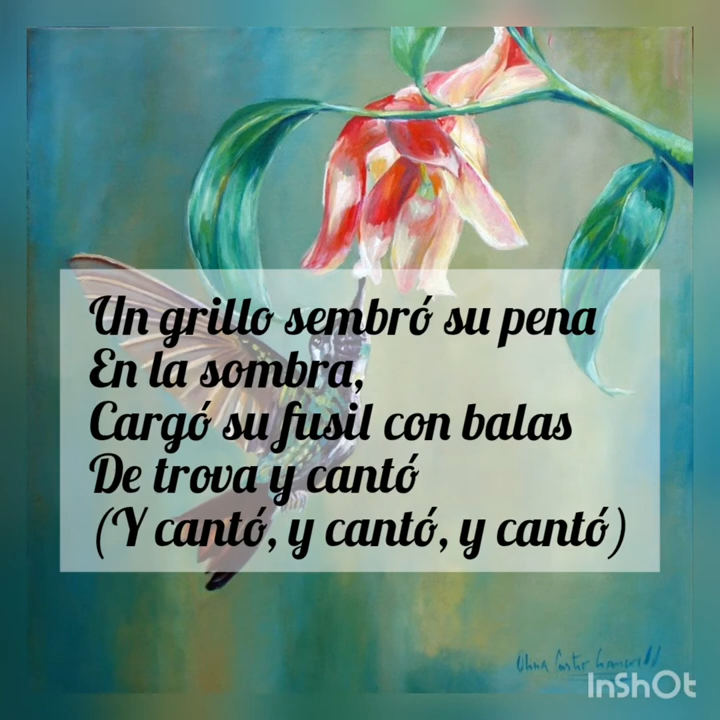 Un grillo sembró su pena
En la sombra,
Cargó su fusil con balas
De trova y cantó
(Y cantó, y cantó, y cantó)
InShOt